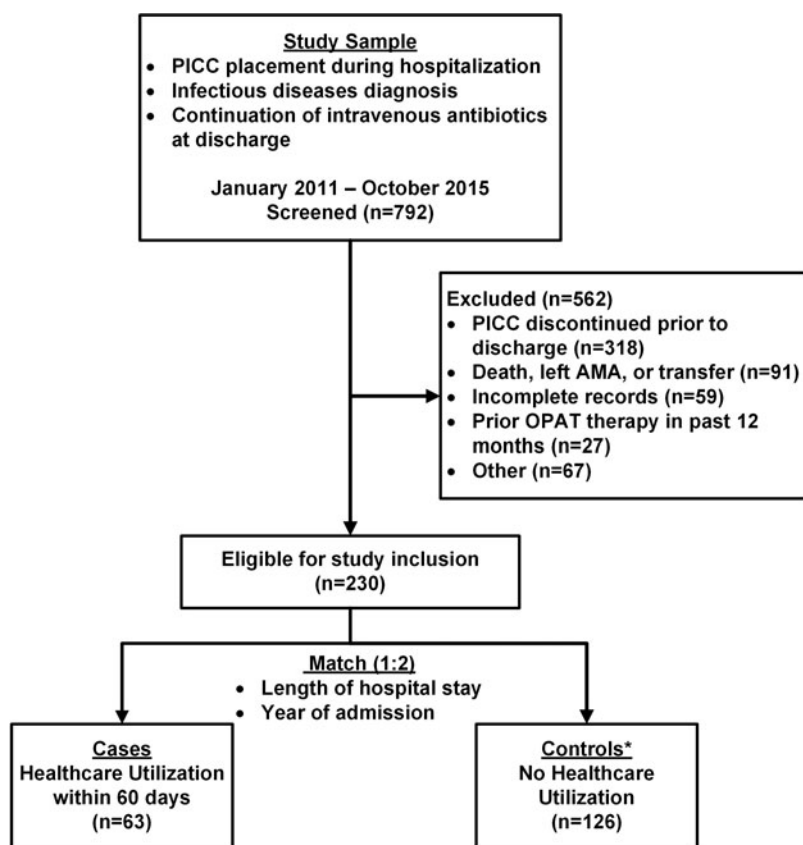 Study Sample
• PICC placement during hospitalization
• Infectious diseases diagnosis
• Continuation of intravenous antibiotics
at discharge
January 2011 – October 2015
Screened (n=792)
Excluded (n=562)
• PICC discontinued prior to
discharge (n=318)
• Death, left AMA, or transfer (n=91)
• Incomplete records (n=59)
• Prior OPAT therapy in past 12
months (n=27)
• Other (n=67)
Eligible for study inclusion
(n=230)
Match (1:2)
• Length of hospital stay
• Year of admission
Cases
Healthcare Utilization
within 60 days
(n=63)
Controls*
No Healthcare
Utilization
(n=126)